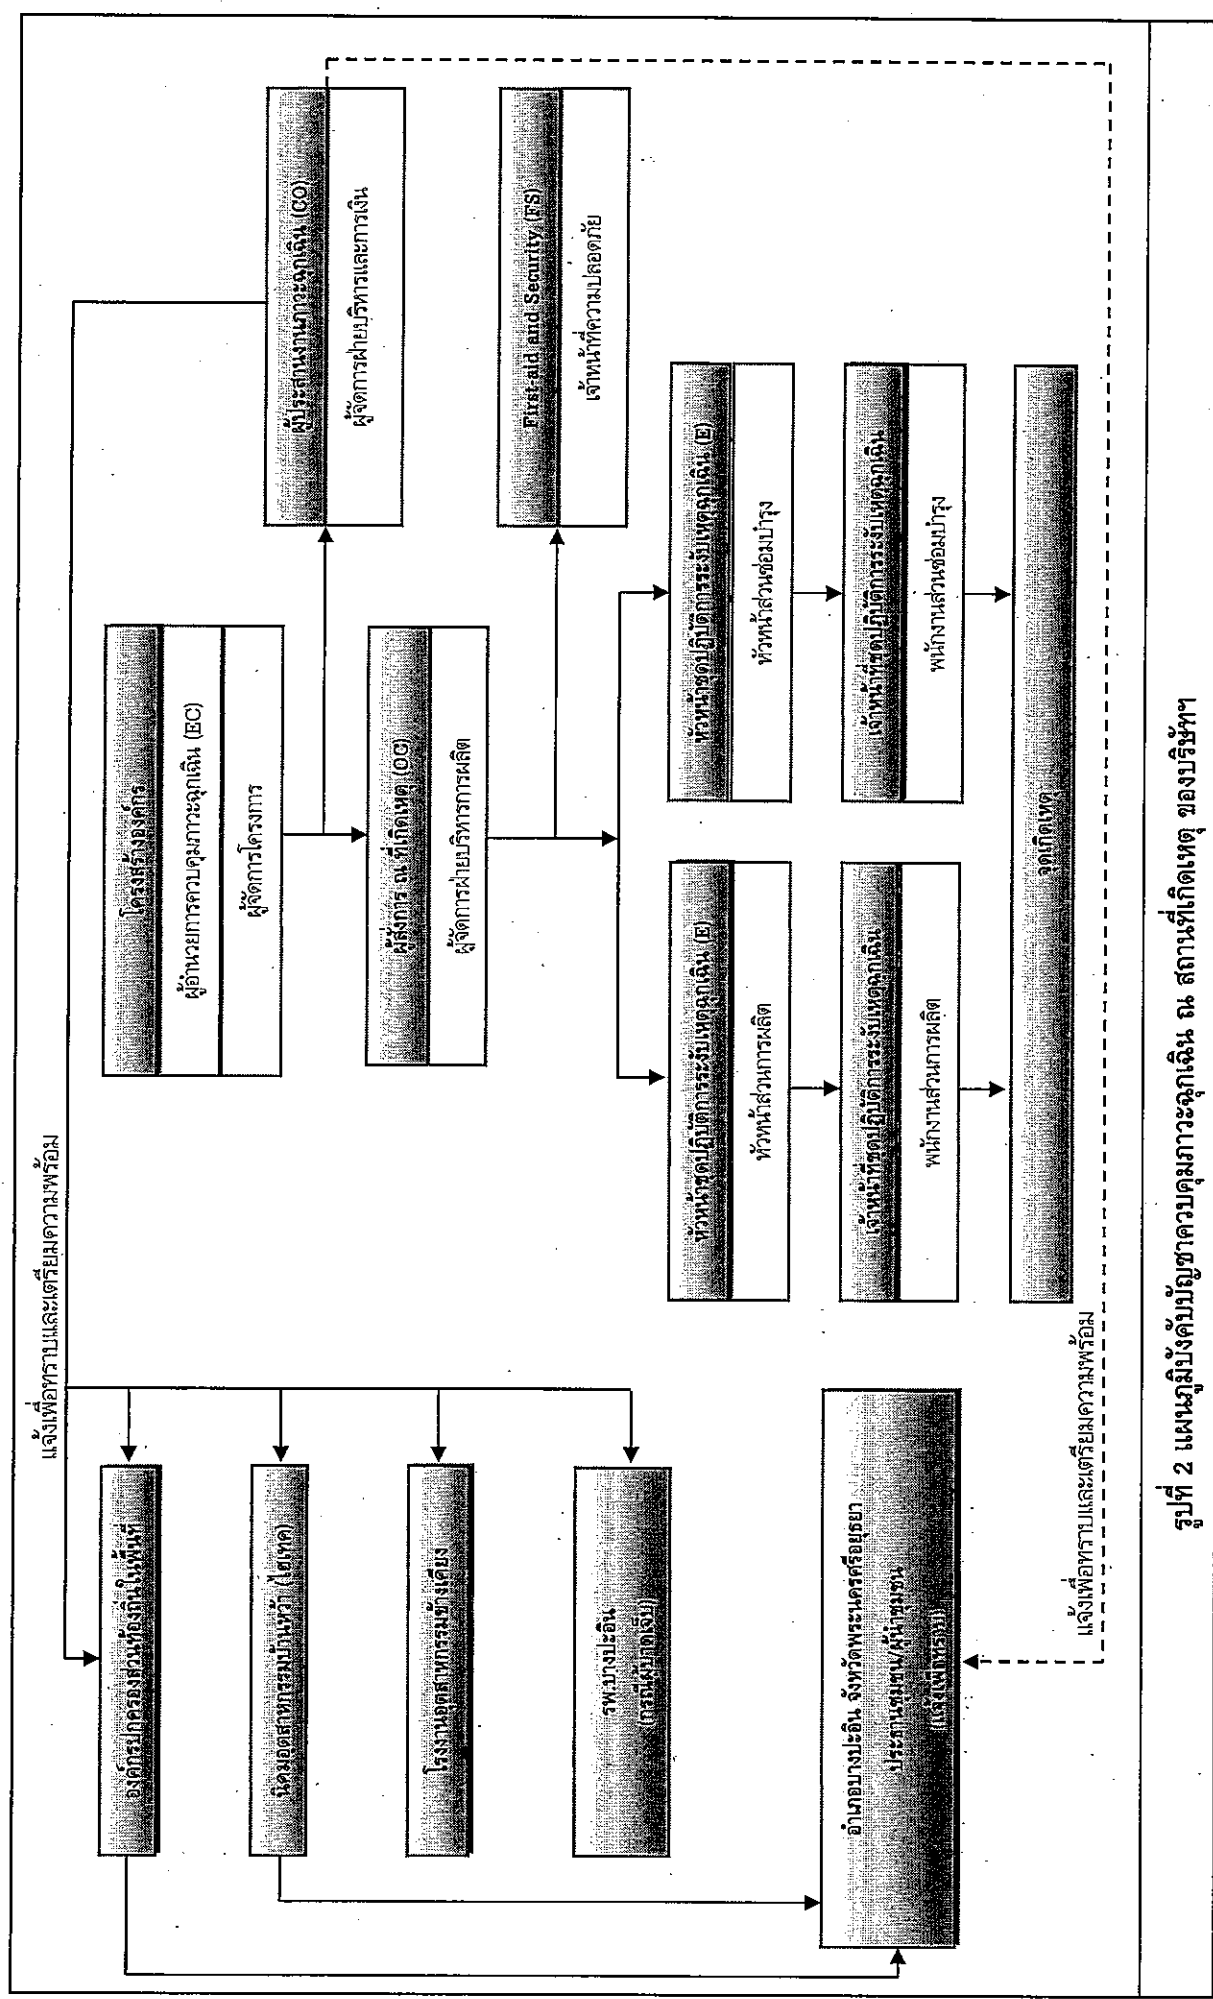 แจ้งเพื่อทราบและเตรียมความพร้อม
องค์กรปกครองส่วนท้องถิ่นในพื้นที่
นิคมอุตสาหกรรมบ้านหว้า (ไฮเทค)
โรงงานอุตสาหกรรมข้างเคียง
รพ.บางปะอิน
(กรณีผู้บาดเจ็บ)
อำเภอบางปะอิน จังหวัดพระนครศรีอยุธยา
ประธานชุมชน/ผู้นำชุมชน
(แจ้งเพื่อทราบ)
โครงสร้างองค์กร
ผู้อำนวยการควบคุมภาวะฉุกเฉิน (EC)
ผู้จัดการโครงการ
ผู้ประสานงานภาวะฉุกเฉิน (CO)
ผู้จัดการฝ่ายบริหารและการเงิน
ผู้สั่งการ ณ ที่เกิดเหตุ (OC)
ผู้จัดการฝ่ายบริหารการผลิต
First-aid and Security (FS)
เจ้าหน้าที่ความปลอดภัย
หัวหน้าชุดปฏิบัติการระงับเหตุฉุกเฉิน (E)
หัวหน้าส่วนการผลิต
หัวหน้าชุดปฏิบัติการระงับเหตุฉุกเฉิน (E)
หัวหน้าส่วนซ่อมบำรุง
เจ้าหน้าที่ชุดปฏิบัติการระงับเหตุฉุกเฉิน
พนักงานส่วนการผลิต
เจ้าหน้าที่ชุดปฏิบัติการระงับเหตุฉุกเฉิน
พนักงานส่วนซ่อมบำรุง
จุดเกิดเหตุ
แจ้งเพื่อทราบและเตรียมความพร้อม
รูปที่ 2 แผนภูมิบังคับบัญชาควบคุมภาวะฉุกเฉิน ณ สถานที่เกิดเหตุ ของบริษัทฯ